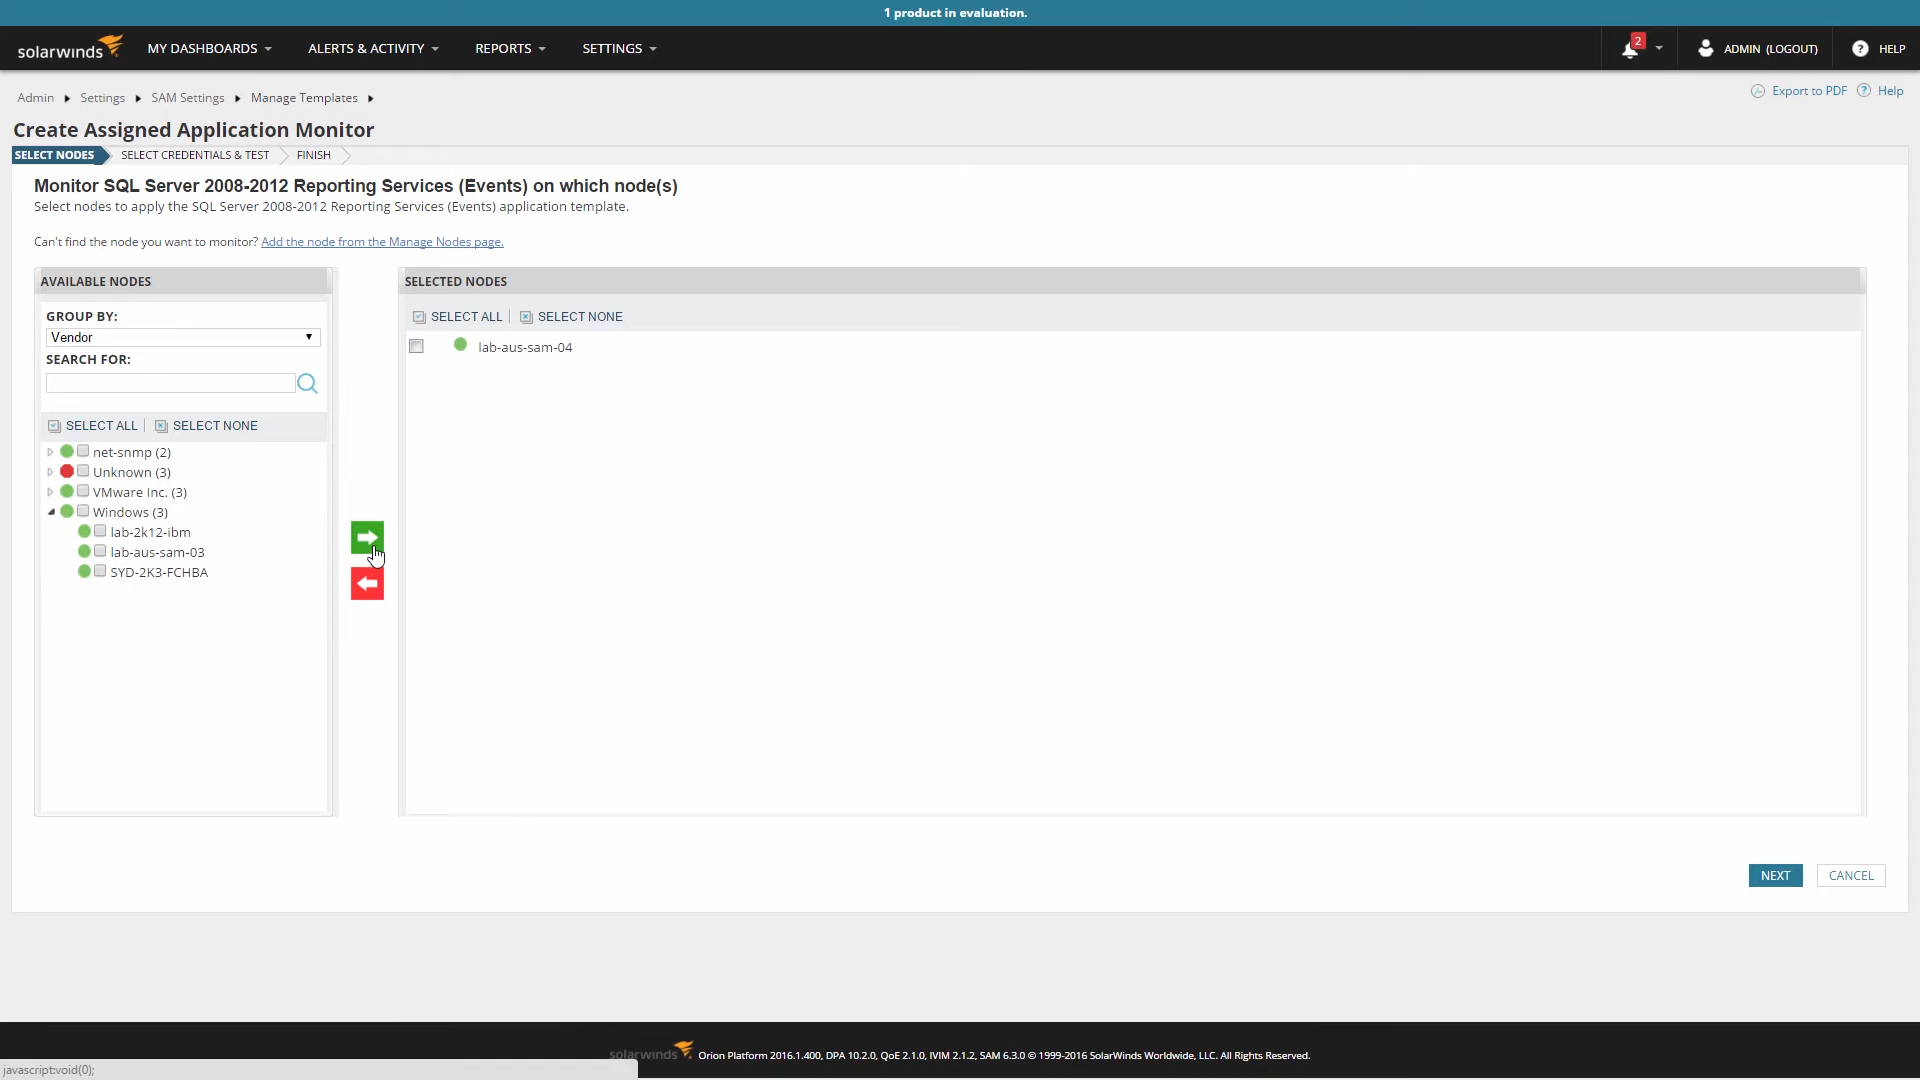 1 product in evaluation.
solarwinds MY DASHBOARDS ALERTS & ACTIVITY REPORTS SETTINGS 2 ADMIN (LOGOUT) ? HELP
Admin Settings SAM Settings Manage Templates Export to PDF ? Help
Create Assigned Application Monitor
SELECT NODES SELECT CREDENTIALS & TEST FINISH
Monitor SQL Server 2008-2012 Reporting Services (Events) on which node(s)
Select nodes to apply the SQL Server 2008-2012 Reporting Services (Events) application template.
Can't find the node you want to monitor? Add the node from the Manage Nodes page.
AVAILABLE NODES
GROUP BY:
Vendor
SEARCH FOR:
SELECT ALL SELECT NONE
net-snmp (2)
Unknown (3)
VMware Inc. (3)
Windows (3)
lab-2k12-ibm
lab-aus-sam-03
SYD-2K3-FCHBA
SELECTED NODES
SELECT ALL SELECT NONE
lab-aus-sam-04
NEXT CANCEL
solarwinds Orion Platform 2016.1.400, DPA 10.2.0, QoE 2.1.0, IVIM 2.1.2, SAM 6.3.0 © 1999-2016 SolarWinds Worldwide, LLC. All Rights Reserved.
javascript:void(0);